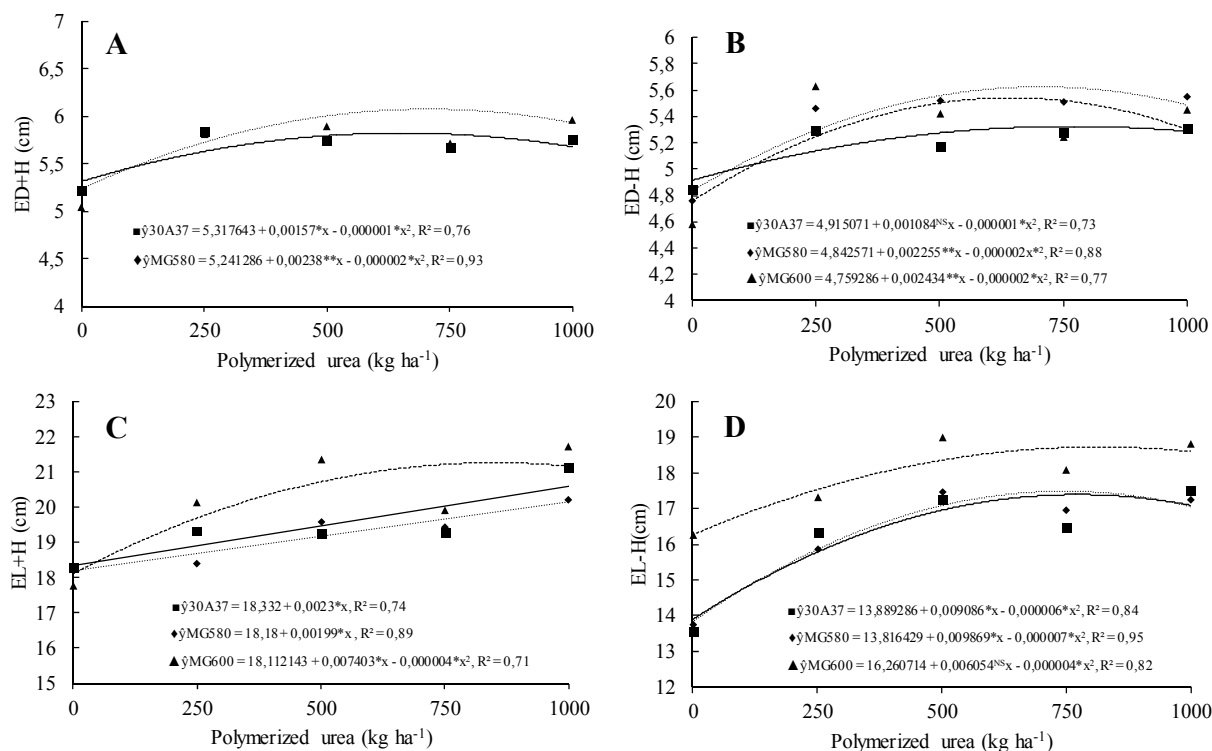 A
ED+H (cm)
7
6,5
6
5,5
5
4,5
4
■ŷ30A37 = 5,317643 + 0,00157*x - 0,000001*x², R² = 0,76
♦ŷMG580 = 5,241286 + 0,00238**x - 0,000002*x², R² = 0,93
0 250 500 750 1000
Polymerized urea (kg ha⁻¹)
B
ED-H (cm)
6
5,8
5,6
5,4
5,2
5
4,8
4,6
4,4
4,2
4
■ŷ30A37 = 4,915071 + 0,001084ᴺˢx - 0,000001*x², R² = 0,73
♦ŷMG580 = 4,842571 + 0,002255**x - 0,000002x*², R² = 0,88
▲ŷMG600 = 4,759286 + 0,002434**x - 0,000002*x², R² = 0,77
0 250 500 750 1000
Polymerized urea (kg ha⁻¹)
C
EL+H (cm)
23
22
21
20
19
18
17
16
15
■ŷ30A37 = 18,332 + 0,0023*x, R² = 0,74
♦ŷMG580 = 18,18 + 0,00199*x , R² = 0,89
▲ŷMG600 = 18,112143 + 0,007403*x - 0,000004*x², R² = 0,71
0 250 500 750 1000
Polymerized urea (kg ha⁻¹)
D
EL-H(cm)
20
19
18
17
16
15
14
13
12
■ŷ30A37 = 13,889286 + 0,009086*x - 0,000006*x², R² = 0,84
♦ŷMG580 = 13,816429 + 0,009869*x - 0,000007*x², R² = 0,95
▲ŷMG600 = 16,260714 + 0,006054ᴺˢx - 0,000004*x², R² = 0,82
0 250 500 750 1000
Polymerized urea (kg ha⁻¹)